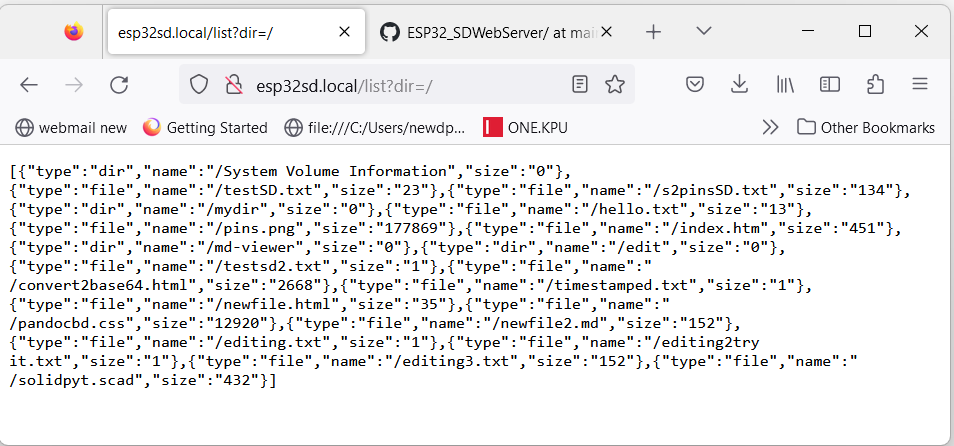 esp32sd.local/list?dir=/
ESP32_SDWebServer/ at main
esp32sd.local/list?dir=/
webmail new
Getting Started
file:///C:/Users/newdp...
ONE.KPU
Other Bookmarks
[{"type":"dir","name":"/System Volume Information","size":"0"},
{"type":"file","name":"/testSD.txt","size":"23"},{"type":"file","name":"/s2pinsSD.txt","size":"134"},
{"type":"dir","name":"/mydir","size":"0"},{"type":"file","name":"/hello.txt","size":"13"},
{"type":"file","name":"/pins.png","size":"177869"},{"type":"file","name":"/index.htm","size":"451"},
{"type":"dir","name":"/md-viewer","size":"0"},{"type":"dir","name":"/edit","size":"0"},
{"type":"file","name":"/testsd2.txt","size":"1"},{"type":"file","name":"
/convert2base64.html","size":"2668"},{"type":"file","name":"/timestamped.txt","size":"1"},
{"type":"file","name":"/newfile.html","size":"35"},{"type":"file","name":"
/pandocbd.css","size":"12920"},{"type":"file","name":"/newfile2.md","size":"152"},
{"type":"file","name":"/editing.txt","size":"1"},{"type":"file","name":"/editing2try
it.txt","size":"1"},{"type":"file","name":"/editing3.txt","size":"152"},{"type":"file","name":"
/solidpyt.scad","size":"432"}]